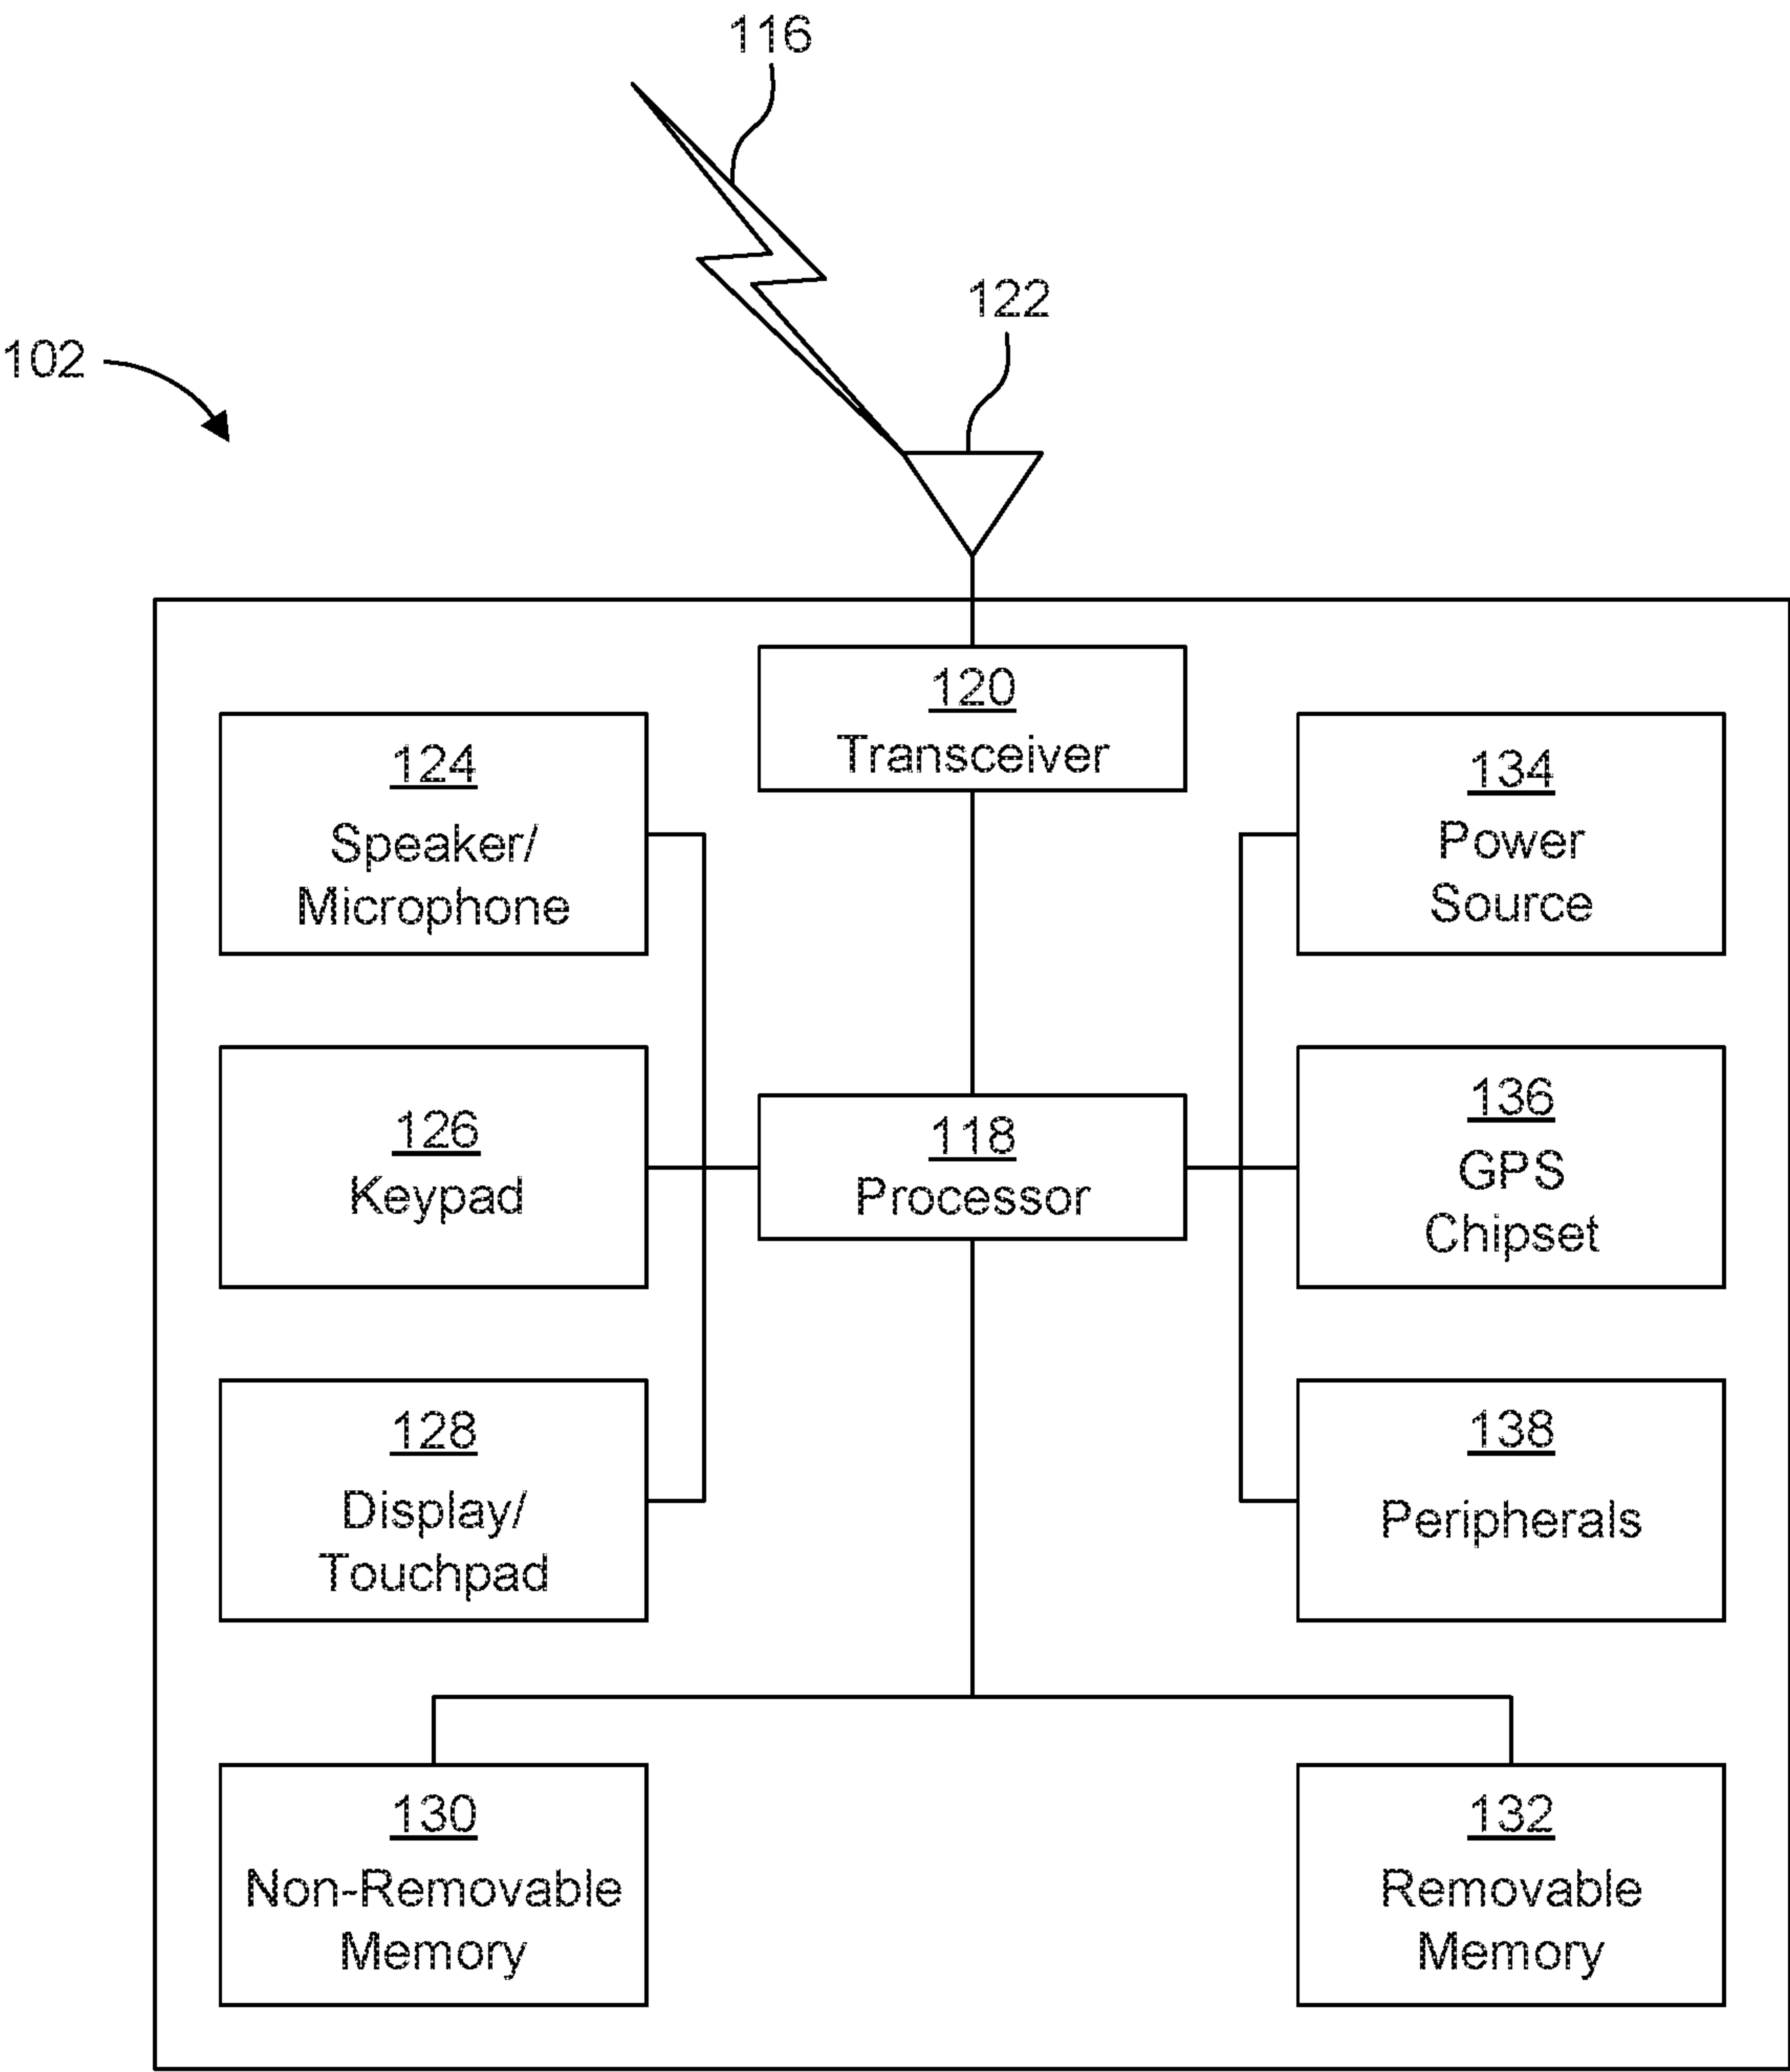 116
122
102
120
Transceiver
124
Speaker/
Microphone
134
Power
Source
126
Keypad
118
Processor
136
GPS
Chipset
128
Display/
Touchpad
138
Peripherals
130
Non-Removable
Memory
132
Removable
Memory